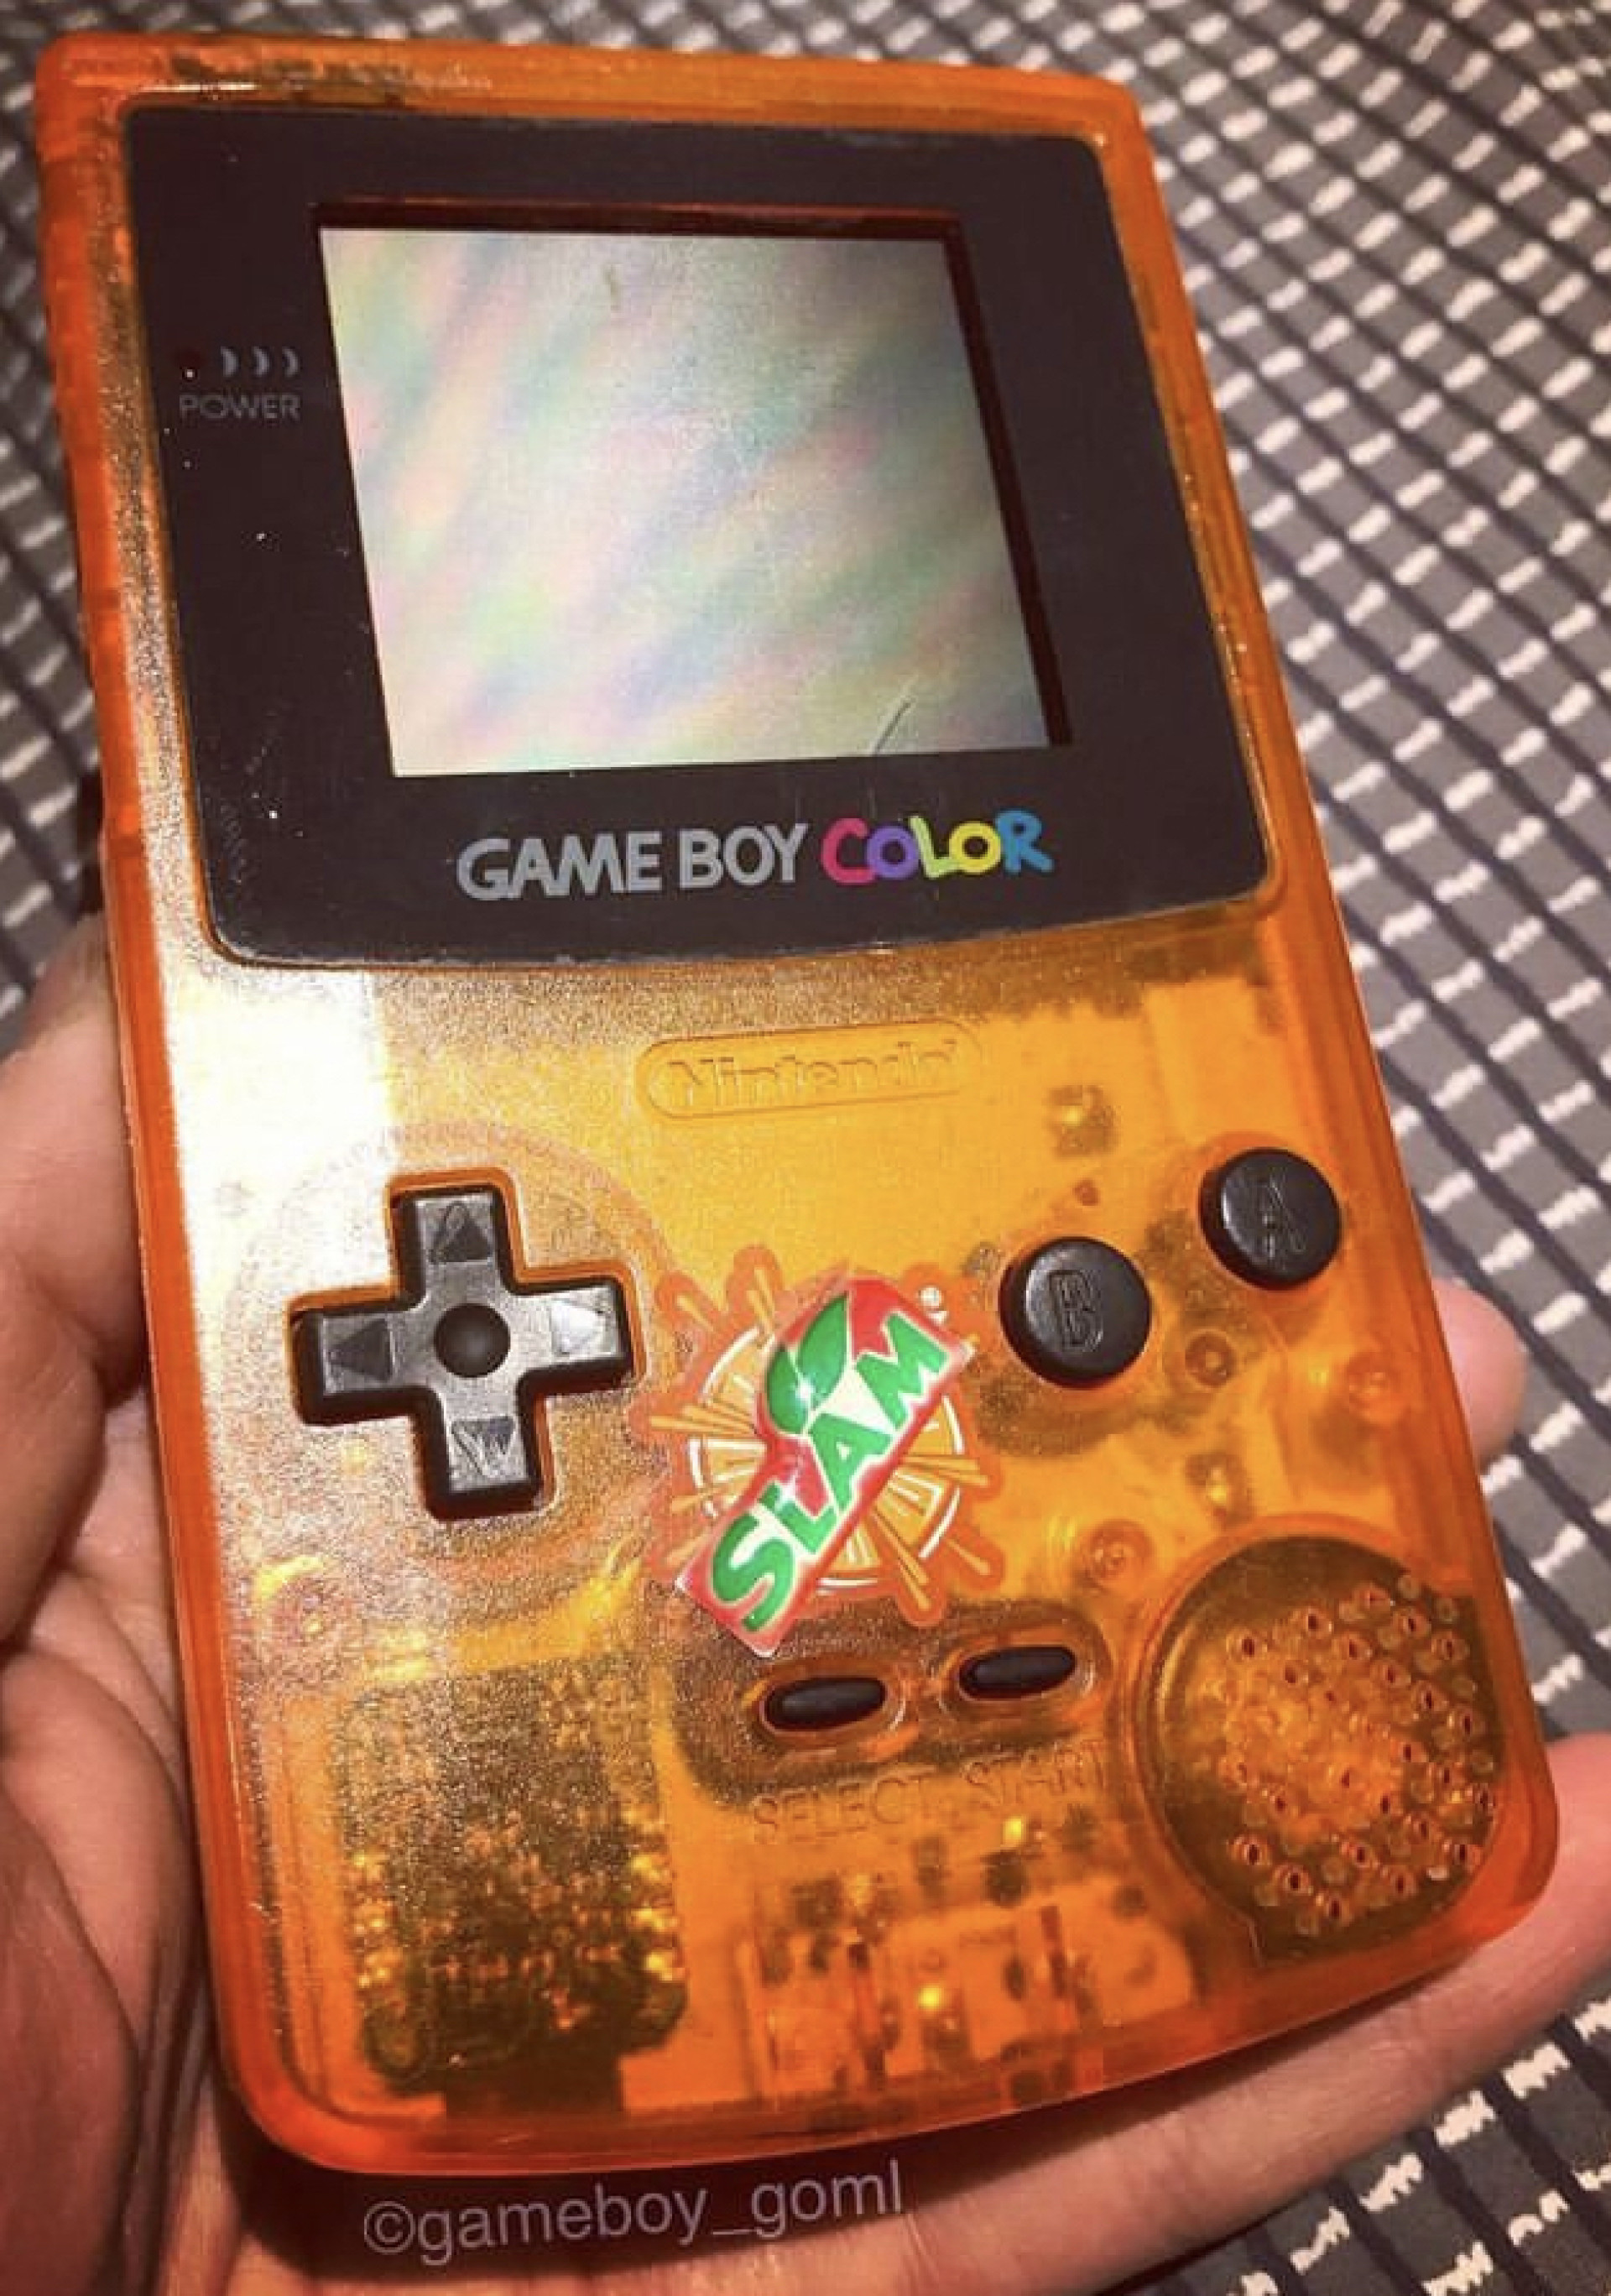 POWER
GAME BOY COLOR
Nintendo®
A
B
SLAM
SELECT START
©gameboy_goml